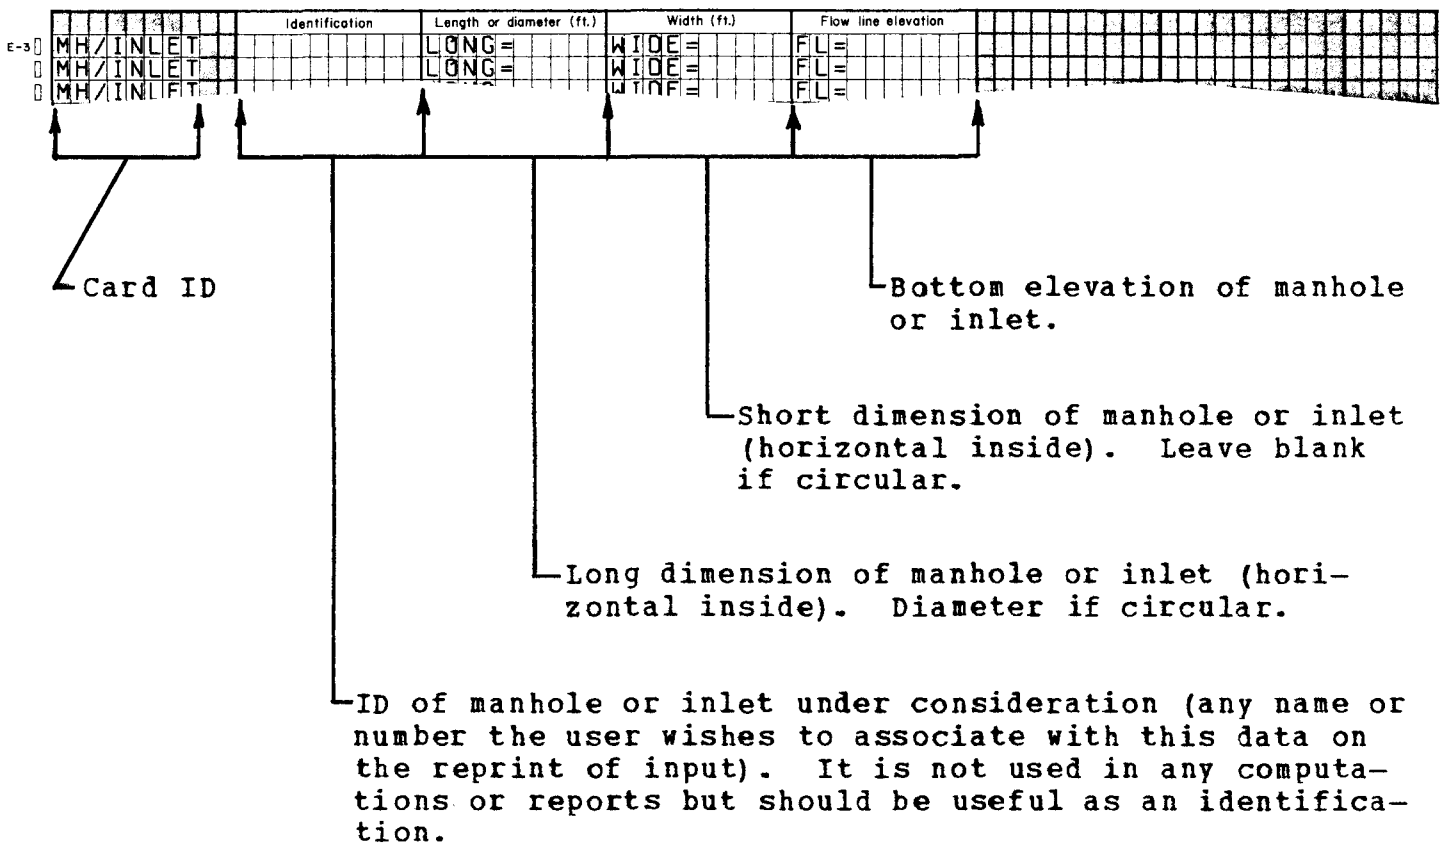 Identification Length or diameter (ft.) Width (ft.) Flow line elevation
E-3 MH/INLET LONG= WIDE= FL=
MH/INLET LONG= WIDE= FL=
MH/INLET WIDE= FL=
Card ID
Bottom elevation of manhole
or inlet.
Short dimension of manhole or inlet
(horizontal inside). Leave blank
if circular.
Long dimension of manhole or inlet (hori-
zontal inside). Diameter if circular.
ID of manhole or inlet under consideration (any name or
number the user wishes to associate with this data on
the reprint of input). It is not used in any computa-
tions or reports but should be useful as an identifica-
tion.